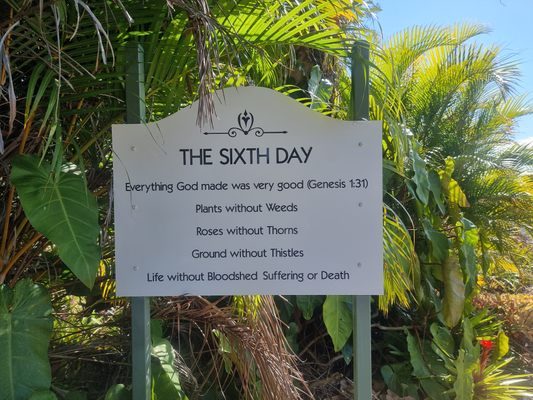 THE SIXTH DAY
Everything God made was very good (Genesis 1:31)
Plants without Weeds
Roses without Thorns
Ground without Thistles
Life without Bloodshed Suffering or Death